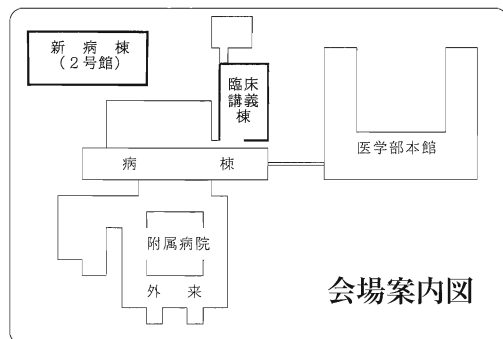 新病棟
(2号館)
臨床
講義
棟
病棟
医学部本館
附属病院
外来
会場案内図